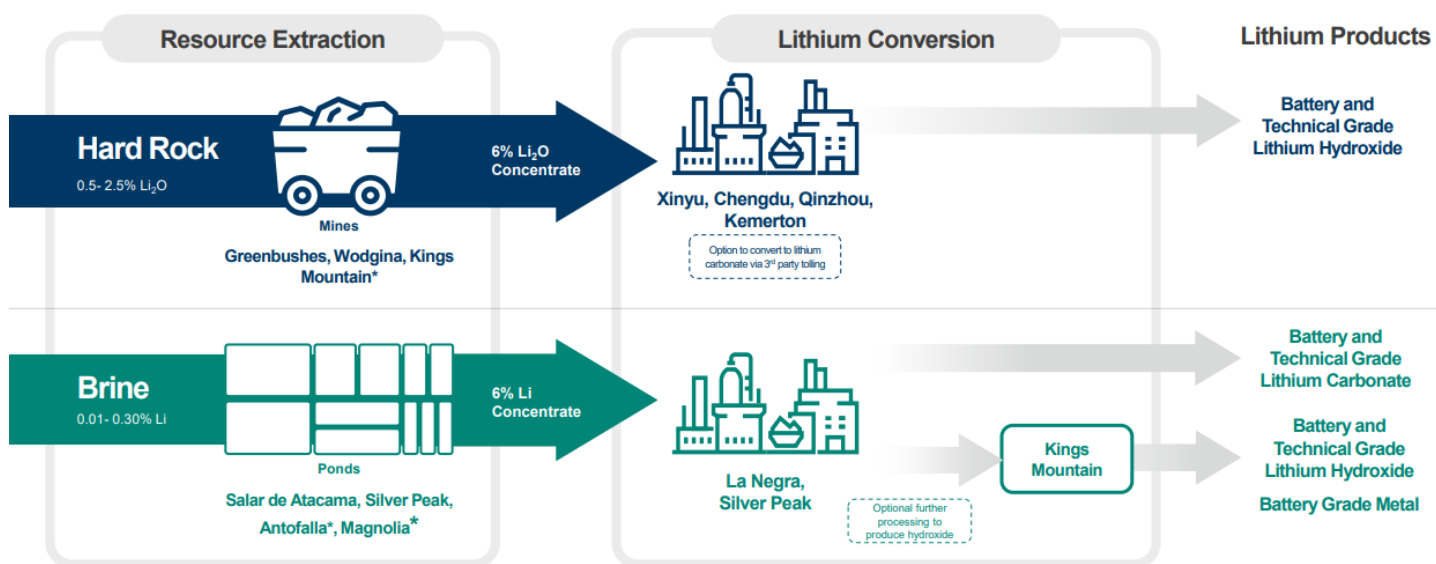 Resource Extraction
Lithium Conversion
Lithium Products
Hard Rock
0.5- 2.5% Li₂O
Mines
Greenbushes, Wodgina, Kings
Mountain*
6% Li₂O
Concentrate
Xinyu, Chengdu, Qinzhou,
Kemerton
Option to convert to lithium
carbonate via 3ʳᵈ party tolling
Battery and
Technical Grade
Lithium Hydroxide
Brine
0.01- 0.30% Li
Ponds
Salar de Atacama, Silver Peak,
Antofalla*, Magnolia*
6% Li
Concentrate
La Negra,
Silver Peak
Optional further
processing to
produce hydroxide
Kings
Mountain
Battery and
Technical Grade
Lithium Carbonate
Battery and
Technical Grade
Lithium Hydroxide
Battery Grade Metal